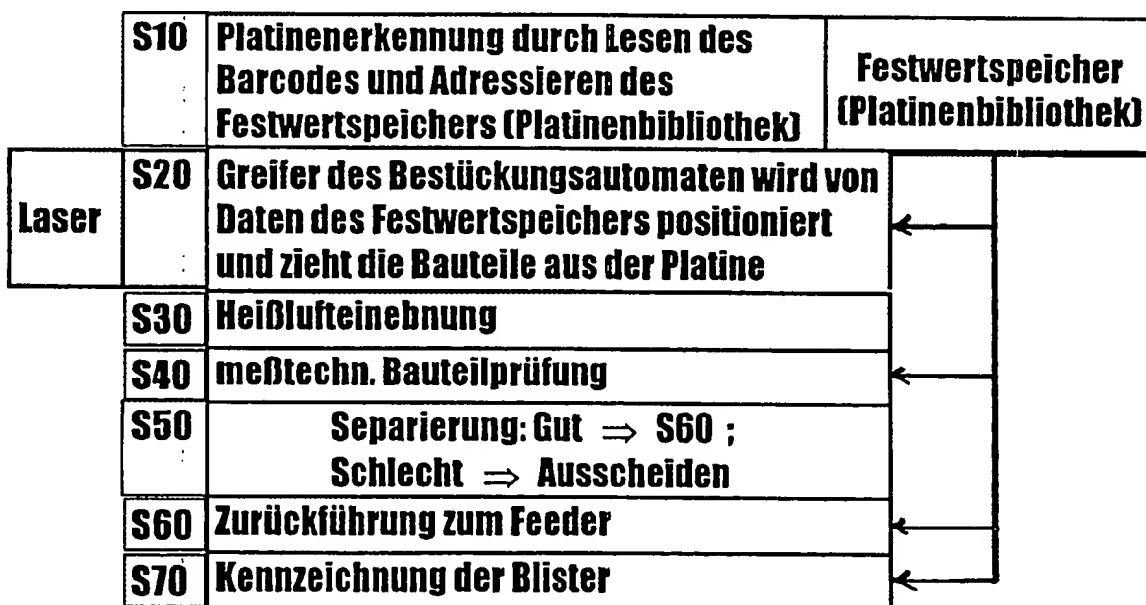 S10 Platinenerkennung durch Lesen des
Barcodes und Adressieren des
Festwertspeichers (Platinenbibliothek)
Festwertspeicher
(Platinenbibliothek)
Laser
S20 Greifer des Bestückungsautomaten wird von
Daten des Festwertspeichers positioniert
und zieht die Bauteile aus der Platine
S30 Heißlufteinebnung
S40 meßtechn. Bauteilprüfung
S50 Separierung: Gut ⇒ S60 ;
Schlecht ⇒ Ausscheiden
S60 Zurückführung zum Feeder
S70 Kennzeichnung der Blister